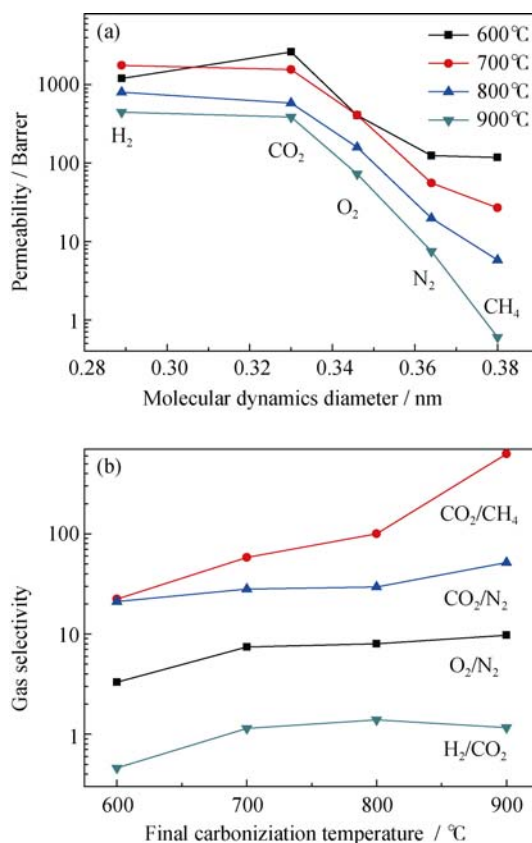 (a)
600℃
700℃
800℃
900℃
1000
100
10
1
Permeability / Barrer
H₂
CO₂
O₂
N₂
CH₄
0.28 0.30 0.32 0.34 0.36 0.38
Molecular dynamics diameter / nm
(b)
100
10
1
Gas selectivity
CO₂/CH₄
CO₂/N₂
O₂/N₂
H₂/CO₂
600 700 800 900
Final carboniziation temperature / ℃